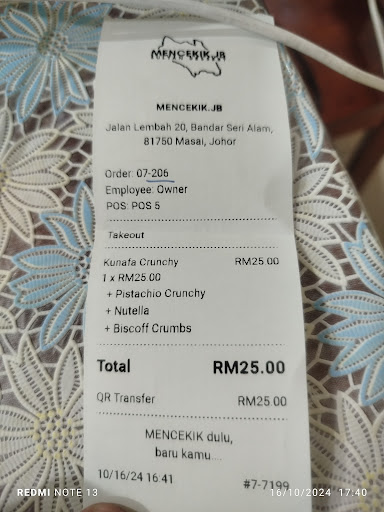 MENCEKIK.JB
MENCEKIK.JB
Jalan Lembah 20, Bandar Seri Alam,
81750 Masai, Johor
Order: 07-206
Employee: Owner
POS: POS 5
Takeout
Kunafa Crunchy RM25.00
1 x RM25.00
+ Pistachio Crunchy
+ Nutella
+ Biscoff Crumbs
Total RM25.00
QR Transfer RM25.00
MENCEKIK dulu,
baru kamu....
10/16/24 16:41 #7-7199
REDMI NOTE 13 16/10/2024 17:40